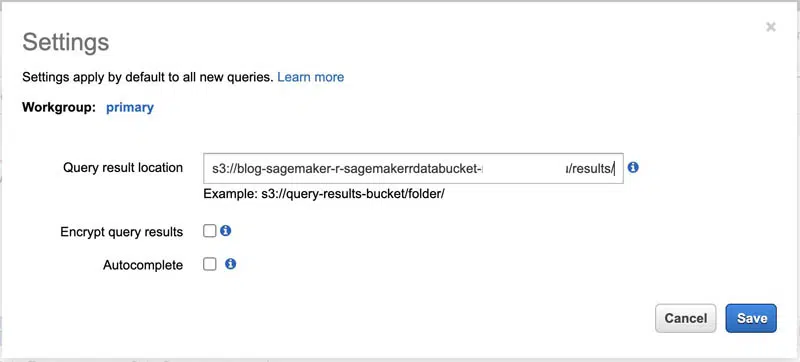 Settings
Settings apply by default to all new queries. Learn more
Workgroup: primary
Query result location s3://blog-sagemaker-r-sagemakerrdatabucket- /results/
Example: s3://query-results-bucket/folder/
Encrypt query results
Autocomplete
Cancel Save